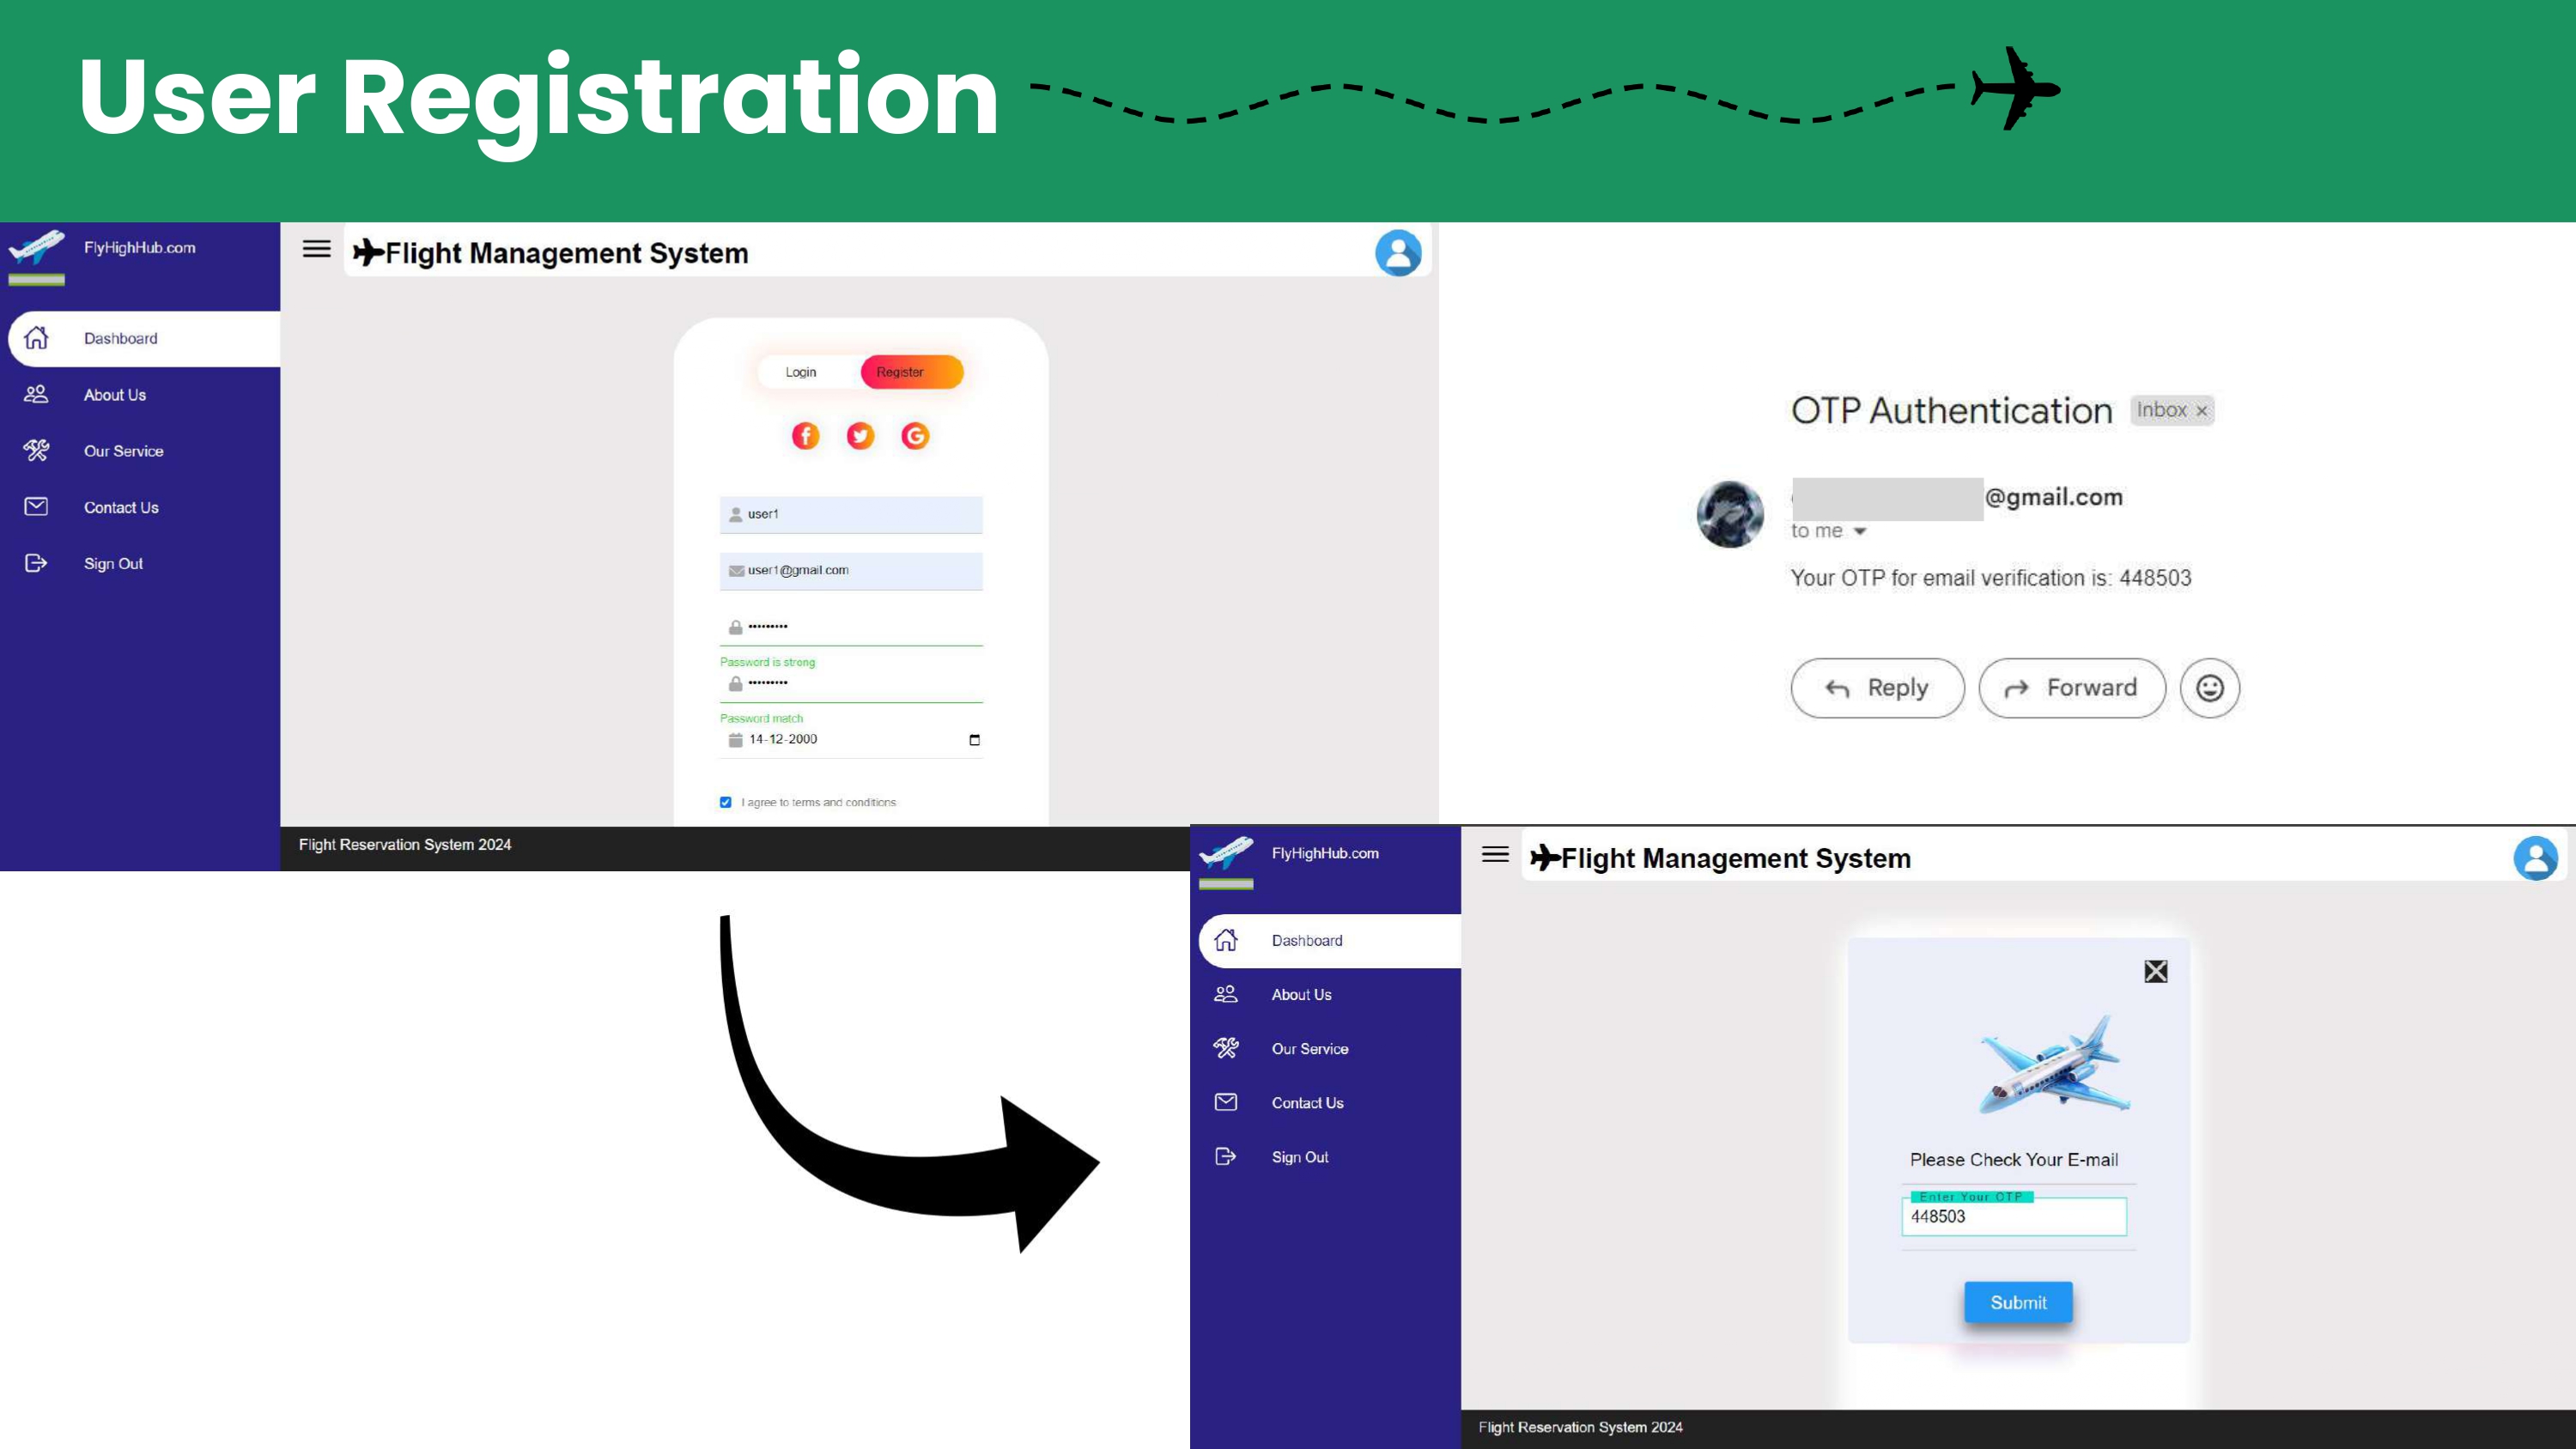 User Registration
FlyHighHub.com
Flight Management System
Dashboard
About Us
Our Service
Contact Us
Sign Out
Login Register
user1
user1@gmail.com
•••••••••
Password is strong
•••••••••
Password match
14-12-2000
I agree to terms and conditions
Flight Reservation System 2024
OTP Authentication Inbox ×
@gmail.com
to me
Your OTP for email verification is: 448503
Reply Forward
FlyHighHub.com
Flight Management System
Dashboard
About Us
Our Service
Contact Us
Sign Out
Please Check Your E-mail
Enter Your OTP
448503
Submit
Flight Reservation System 2024